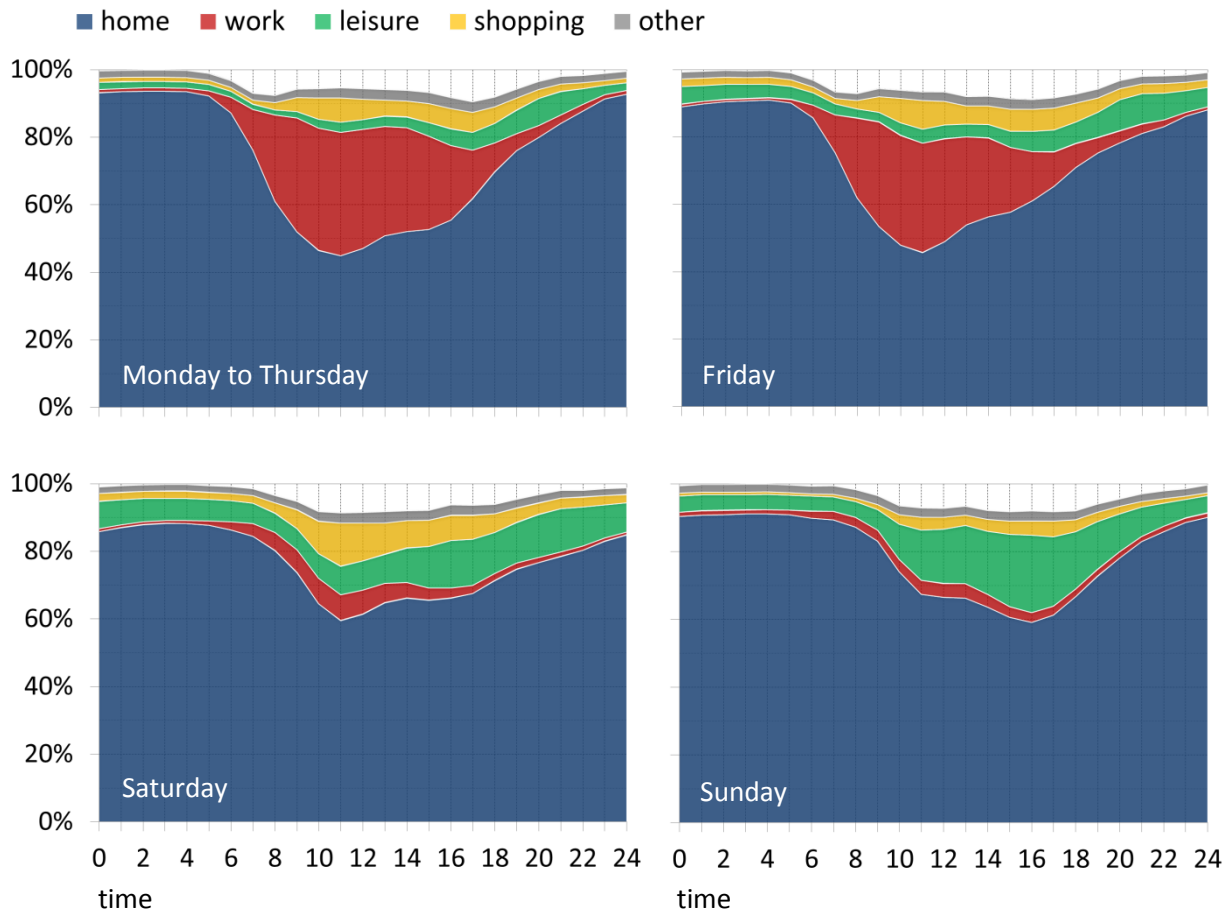 home work leisure shopping other
100%
80%
60%
40%
20%
0%
Monday to Thursday
Friday
100%
80%
60%
40%
20%
0%
Saturday
Sunday
0 2 4 6 8 10 12 14 16 18 20 22 24
0 2 4 6 8 10 12 14 16 18 20 22 24
time
time